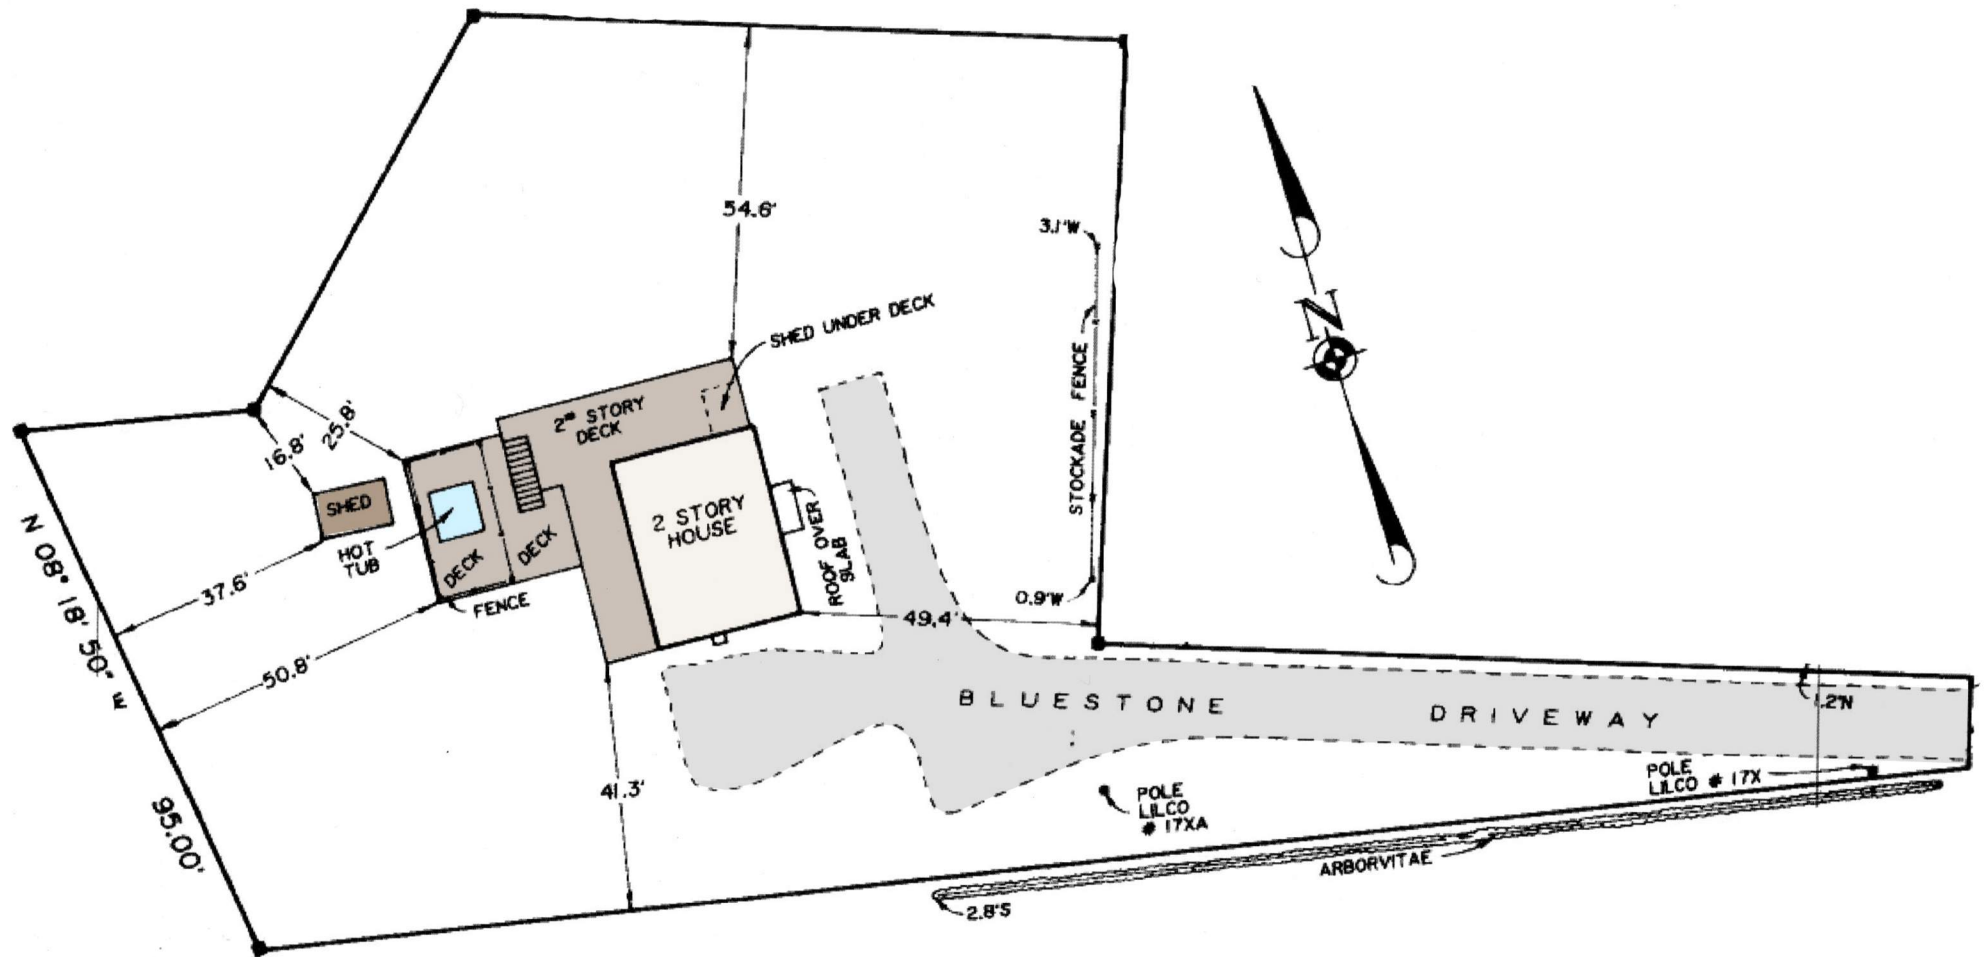 54.6'
3.1'W
SHED UNDER DECK
STOCKADE FENCE
N
25.8'
16.8'
2ND STORY
DECK
SHED
2 STORY
HOUSE
ROOF OVER
SLAB
HOT
TUB
DECK
DECK
FENCE
N 08° 18' 50" E
37.6'
0.9'W
49.4'
50.8'
BLUESTONE DRIVEWAY
1.2'N
41.3'
POLE
LILCO # 17X
POLE
LILCO
# 17XA
95.00'
ARBORVITAE
2.8'S